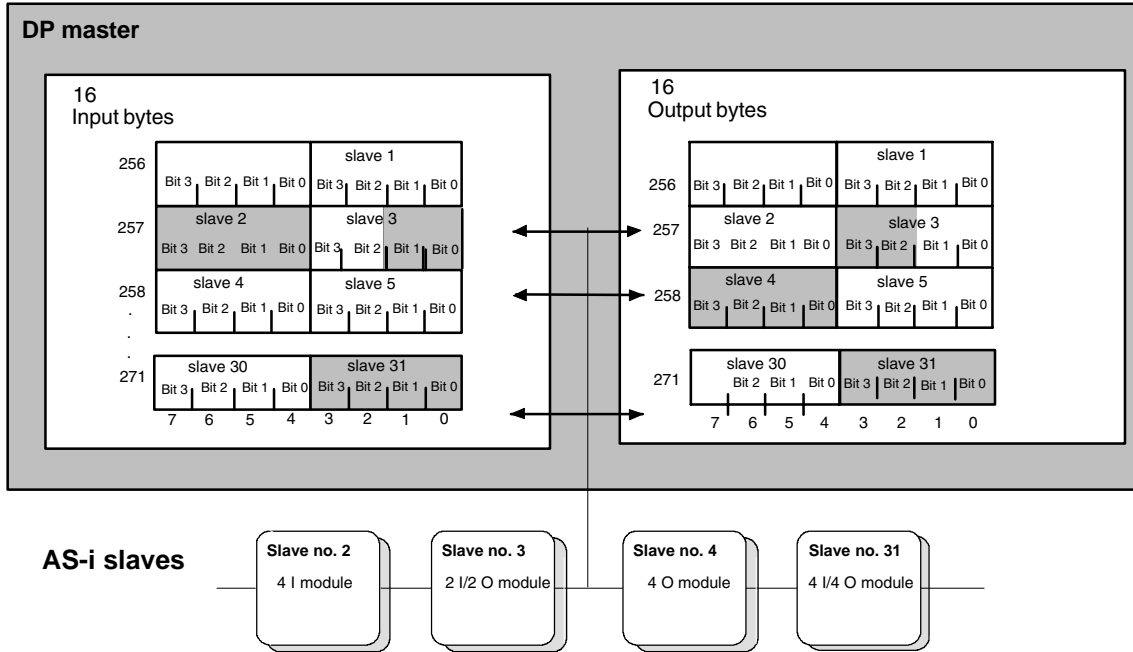 DP master
16
Input bytes
256
slave 1
Bit 3 Bit 2 Bit 1 Bit 0 Bit 3 Bit 2 Bit 1 Bit 0
257
slave 2 slave 3
Bit 3 Bit 2 Bit 1 Bit 0 Bit 3 Bit 2 Bit 1 Bit 0
258
slave 4 slave 5
Bit 3 Bit 2 Bit 1 Bit 0 Bit 3 Bit 2 Bit 1 Bit 0
.
.
.
271
slave 30 slave 31
Bit 3 Bit 2 Bit 1 Bit 0 Bit 3 Bit 2 Bit 1 Bit 0
7 6 5 4 3 2 1 0
16
Output bytes
256
slave 1
Bit 3 Bit 2 Bit 1 Bit 0 Bit 3 Bit 2 Bit 1 Bit 0
257
slave 2 slave 3
Bit 3 Bit 2 Bit 1 Bit 0 Bit 3 Bit 2 Bit 1 Bit 0
258
slave 4 slave 5
Bit 3 Bit 2 Bit 1 Bit 0 Bit 3 Bit 2 Bit 1 Bit 0
271
slave 30 slave 31
Bit 2 Bit 1 Bit 0 Bit 3 Bit 2 Bit 1 Bit 0
7 6 5 4 3 2 1 0
AS-i slaves
Slave no. 2
4 I module
Slave no. 3
2 I/2 O module
Slave no. 4
4 O module
Slave no. 31
4 I/4 O module